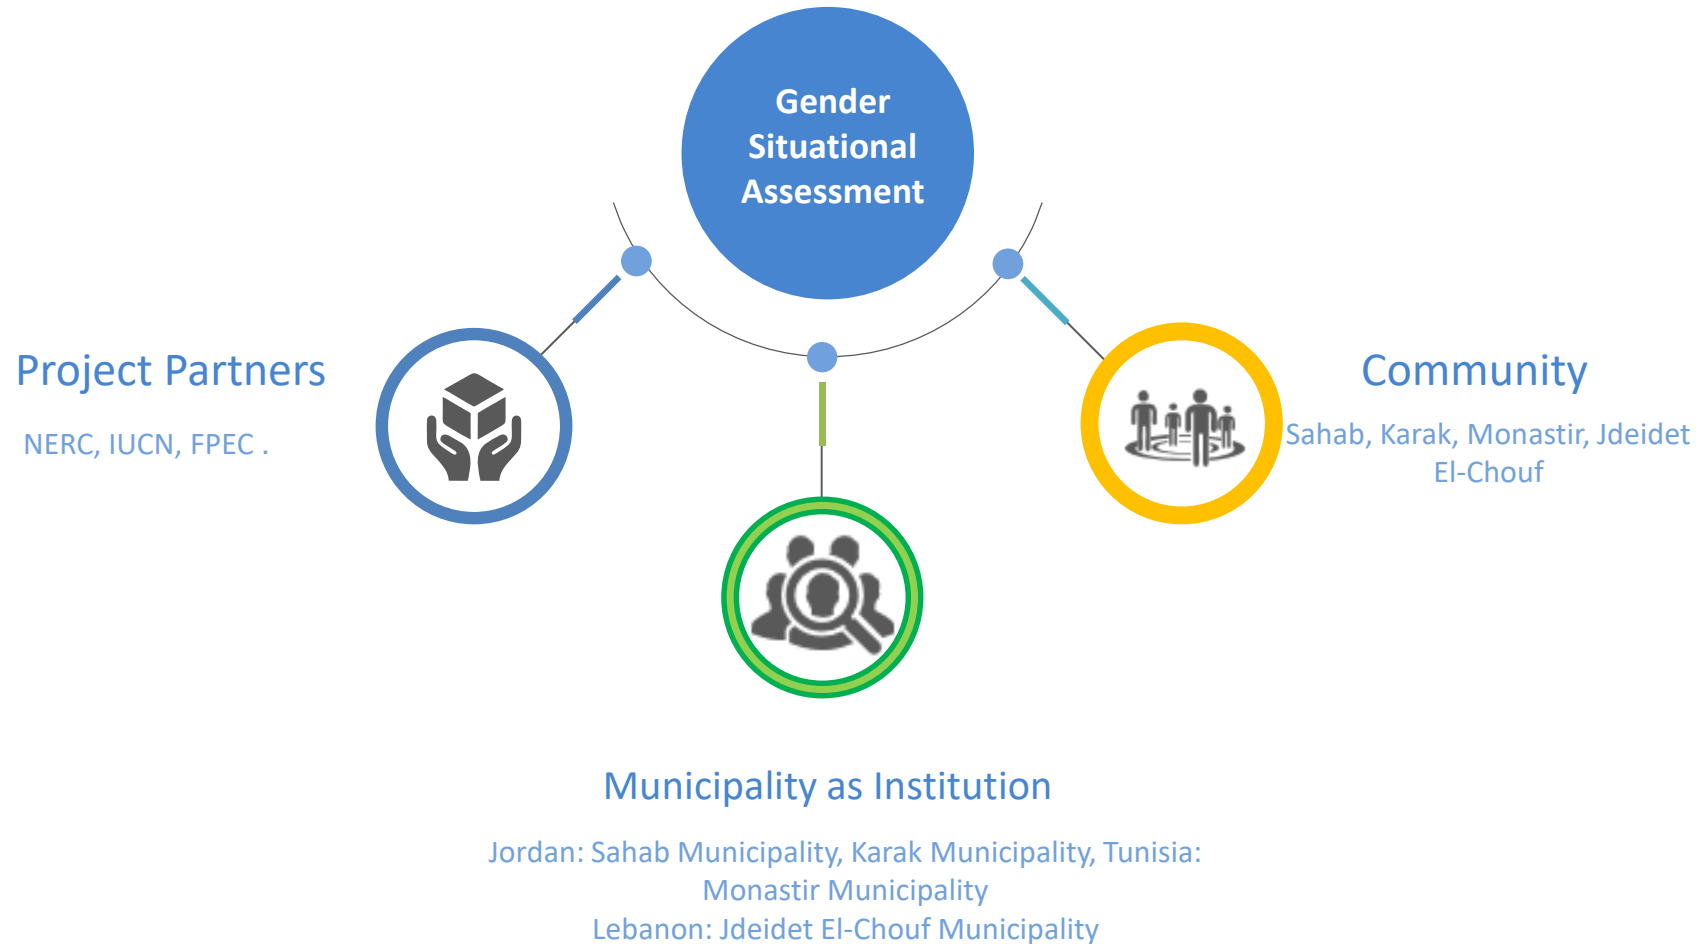 Gender
Situational
Assessment
Project Partners
NERC, IUCN, FPEC .
Community
Sahab, Karak, Monastir, Jdeidet
El-Chouf
Municipality as Institution
Jordan: Sahab Municipality, Karak Municipality, Tunisia:
Monastir Municipality
Lebanon: Jdeidet El-Chouf Municipality